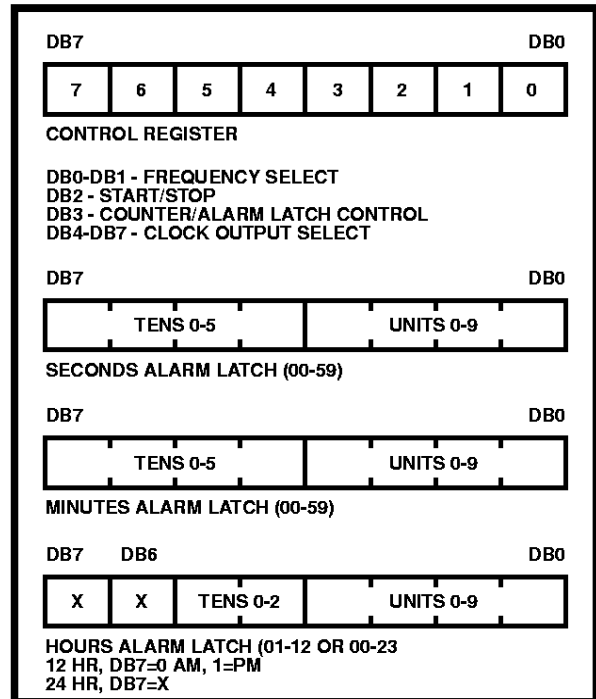 DB7 DB0
7 6 5 4 3 2 1 0
CONTROL REGISTER
DB0-DB1 - FREQUENCY SELECT
DB2 - START/STOP
DB3 - COUNTER/ALARM LATCH CONTROL
DB4-DB7 - CLOCK OUTPUT SELECT
DB7 DB0
TENS 0-5 UNITS 0-9
SECONDS ALARM LATCH (00-59)
DB7 DB0
TENS 0-5 UNITS 0-9
MINUTES ALARM LATCH (00-59)
DB7 DB6 DB0
X X TENS 0-2 UNITS 0-9
HOURS ALARM LATCH (01-12 OR 00-23
12 HR, DB7=0 AM, 1=PM
24 HR, DB7=X